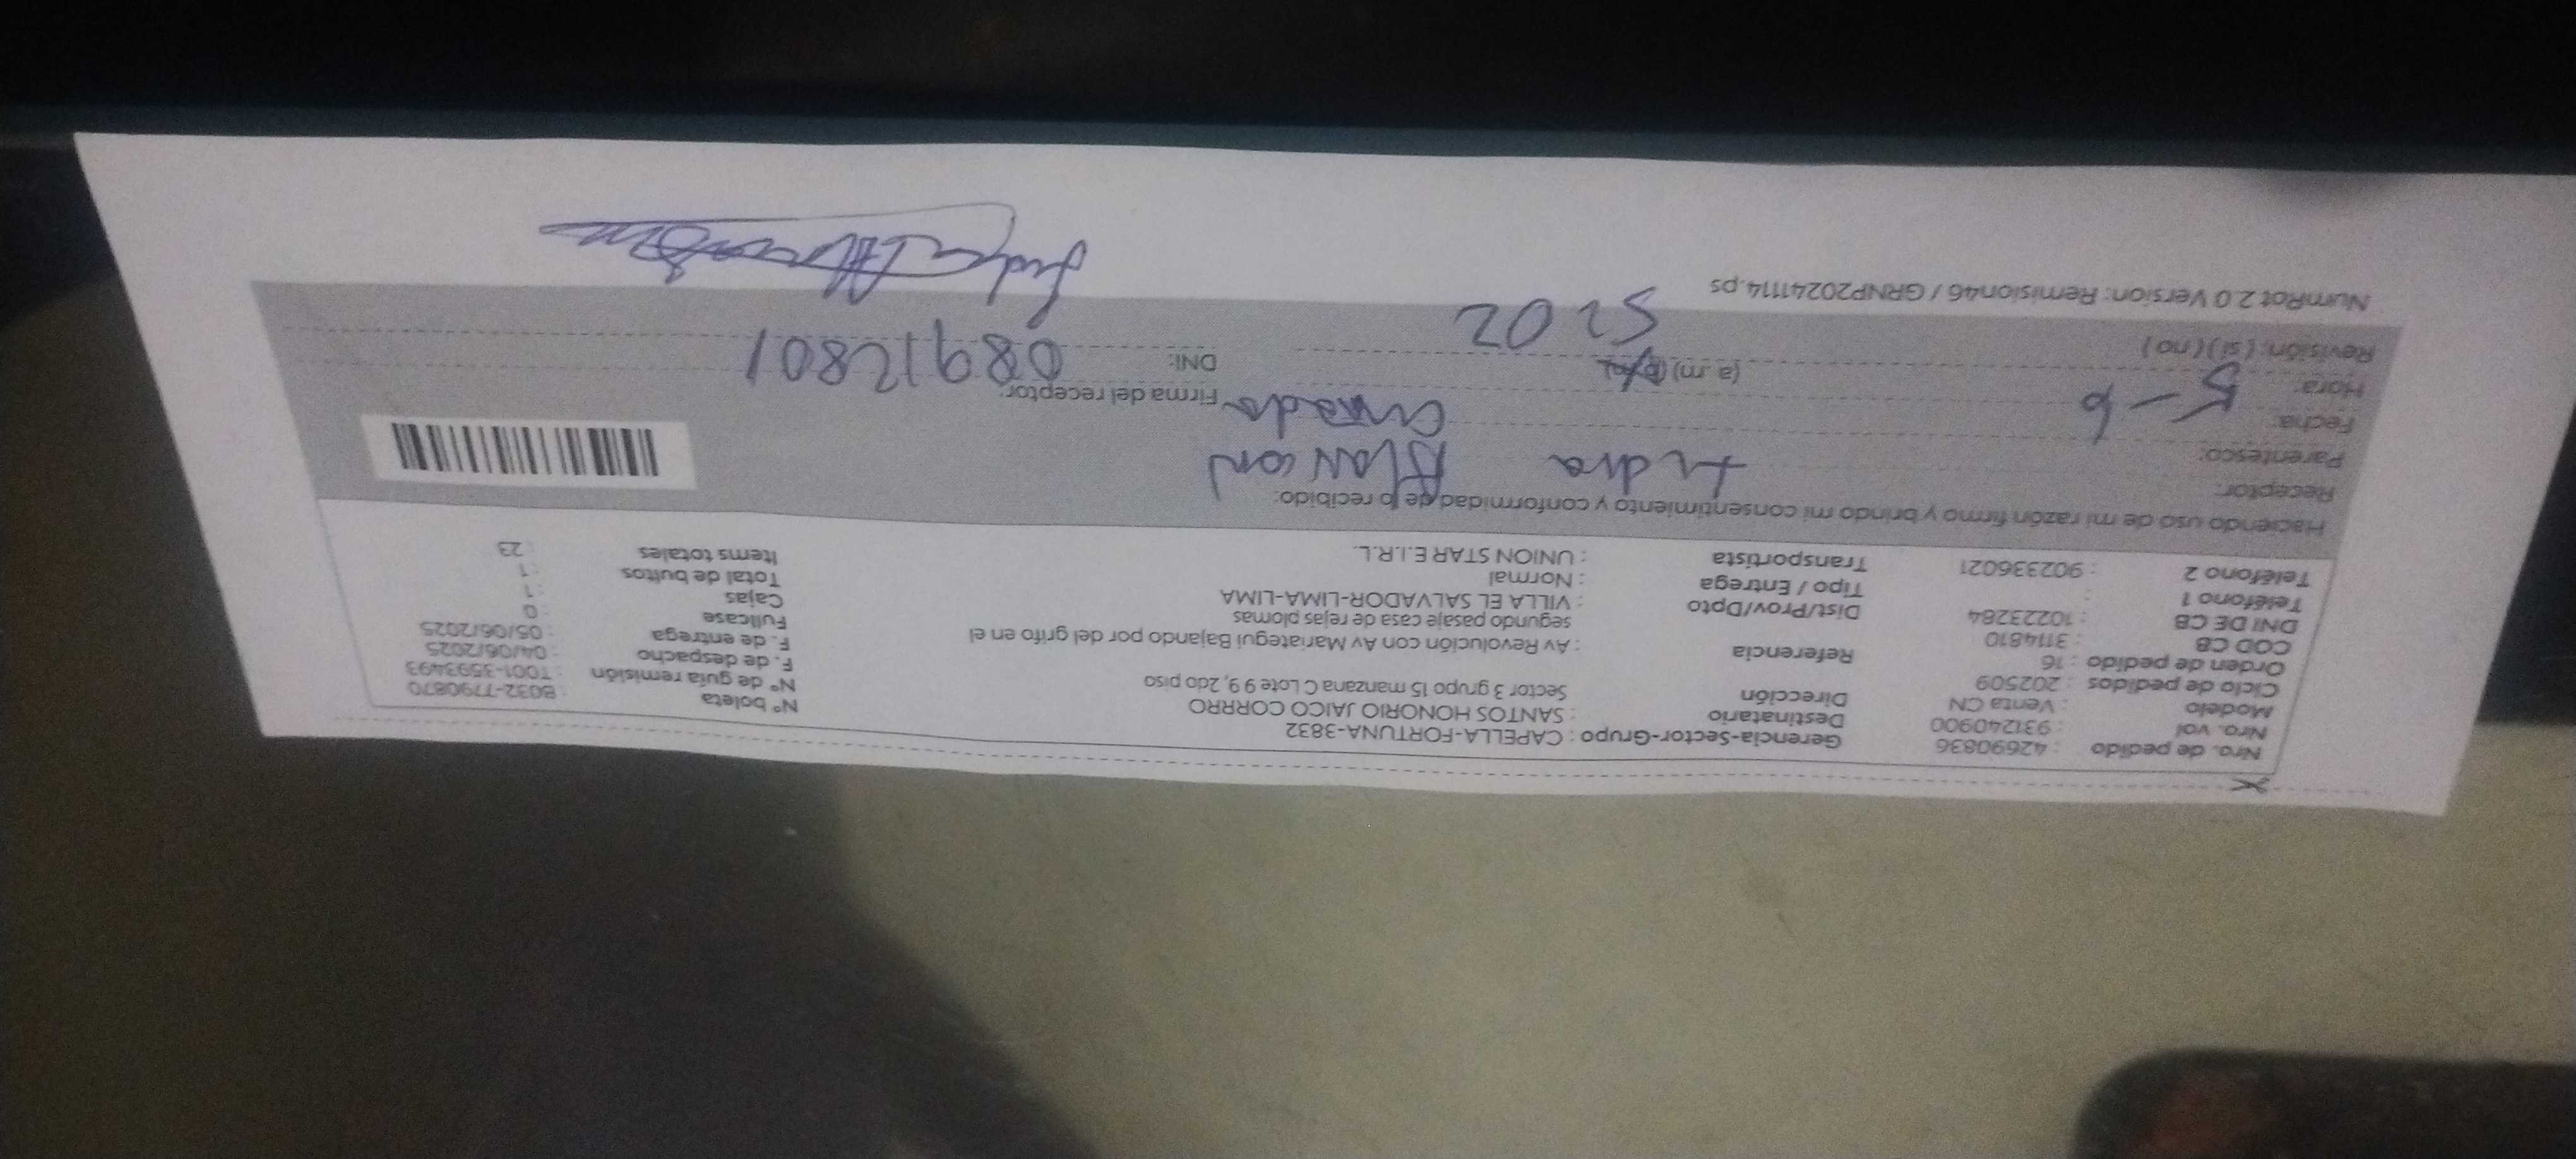 Nro. de pedido : 42690836 Gerencia-Sector-Grupo : CAPELLA-FORTUNA-3832 Nº boleta : B032-7790870
Nro. vol : 931240900 Destinatario : SANTOS HONORIO JAICO CORRRO Nº de guía remisión : T001-3593493
Modelo : Venta CN Dirección Sector 3 grupo 15 manzana C Lote 9 9, 2do piso F. de despacho : 04/06/2025
Ciclo de pedidos : 202509 Referencia : Av Revolución con Av Mariategui Bajando por del grifo en el F. de entrega : 05/06/2025
Orden de pedido : 16 segundo pasaje casa de rejas plomas Fullcase : 0
COD CB : 3114810 Dist/Prov/Dpto : VILLA EL SALVADOR-LIMA-LIMA Cajas : 1
DNI DE CB : 10223284 Tipo / Entrega : Normal Total de bultos : 1
Teléfono 1 : Transportista : UNION STAR E.I.R.L. Items totales : 23
Teléfono 2 : 902336021
Haciendo uso de mi razón firmo y brindo mi consentimiento y conformidad de lo recibido:
Receptor: Lidia
Parentesco:
Fecha: 5-6 Firma del receptor:
Hora: (a.m) DNI: 08912801
Revisión: (si) (no) 5:02
NumRot 2.0 Version: Remision46 / GRNP20241114.ps